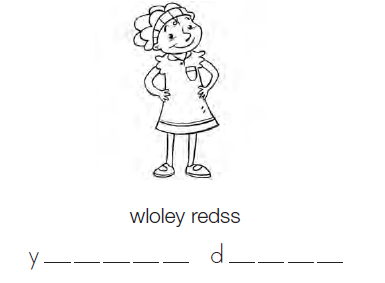 wloley redss
y _ _ _ _ _ d _ _ _ _